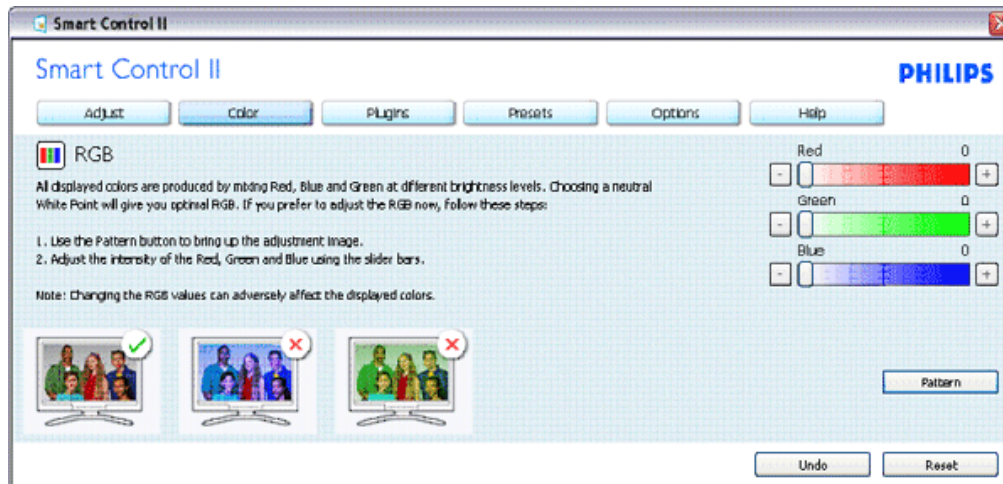 Smart Control II
Smart Control II
PHILIPS
Adjust Color Plugins Presets Options Help
RGB
All displayed colors are produced by mixing Red, Blue and Green at different brightness levels. Choosing a neutral
White Point will give you optimal RGB. If you prefer to adjust the RGB now, follow these steps:
1. Use the Pattern button to bring up the adjustment image.
2. Adjust the intensity of the Red, Green and Blue using the slider bars.
Note: Changing the RGB values can adversely affect the displayed colors.
Red 0
- +
Green 0
- +
Blue 0
- +
Pattern
Undo Reset